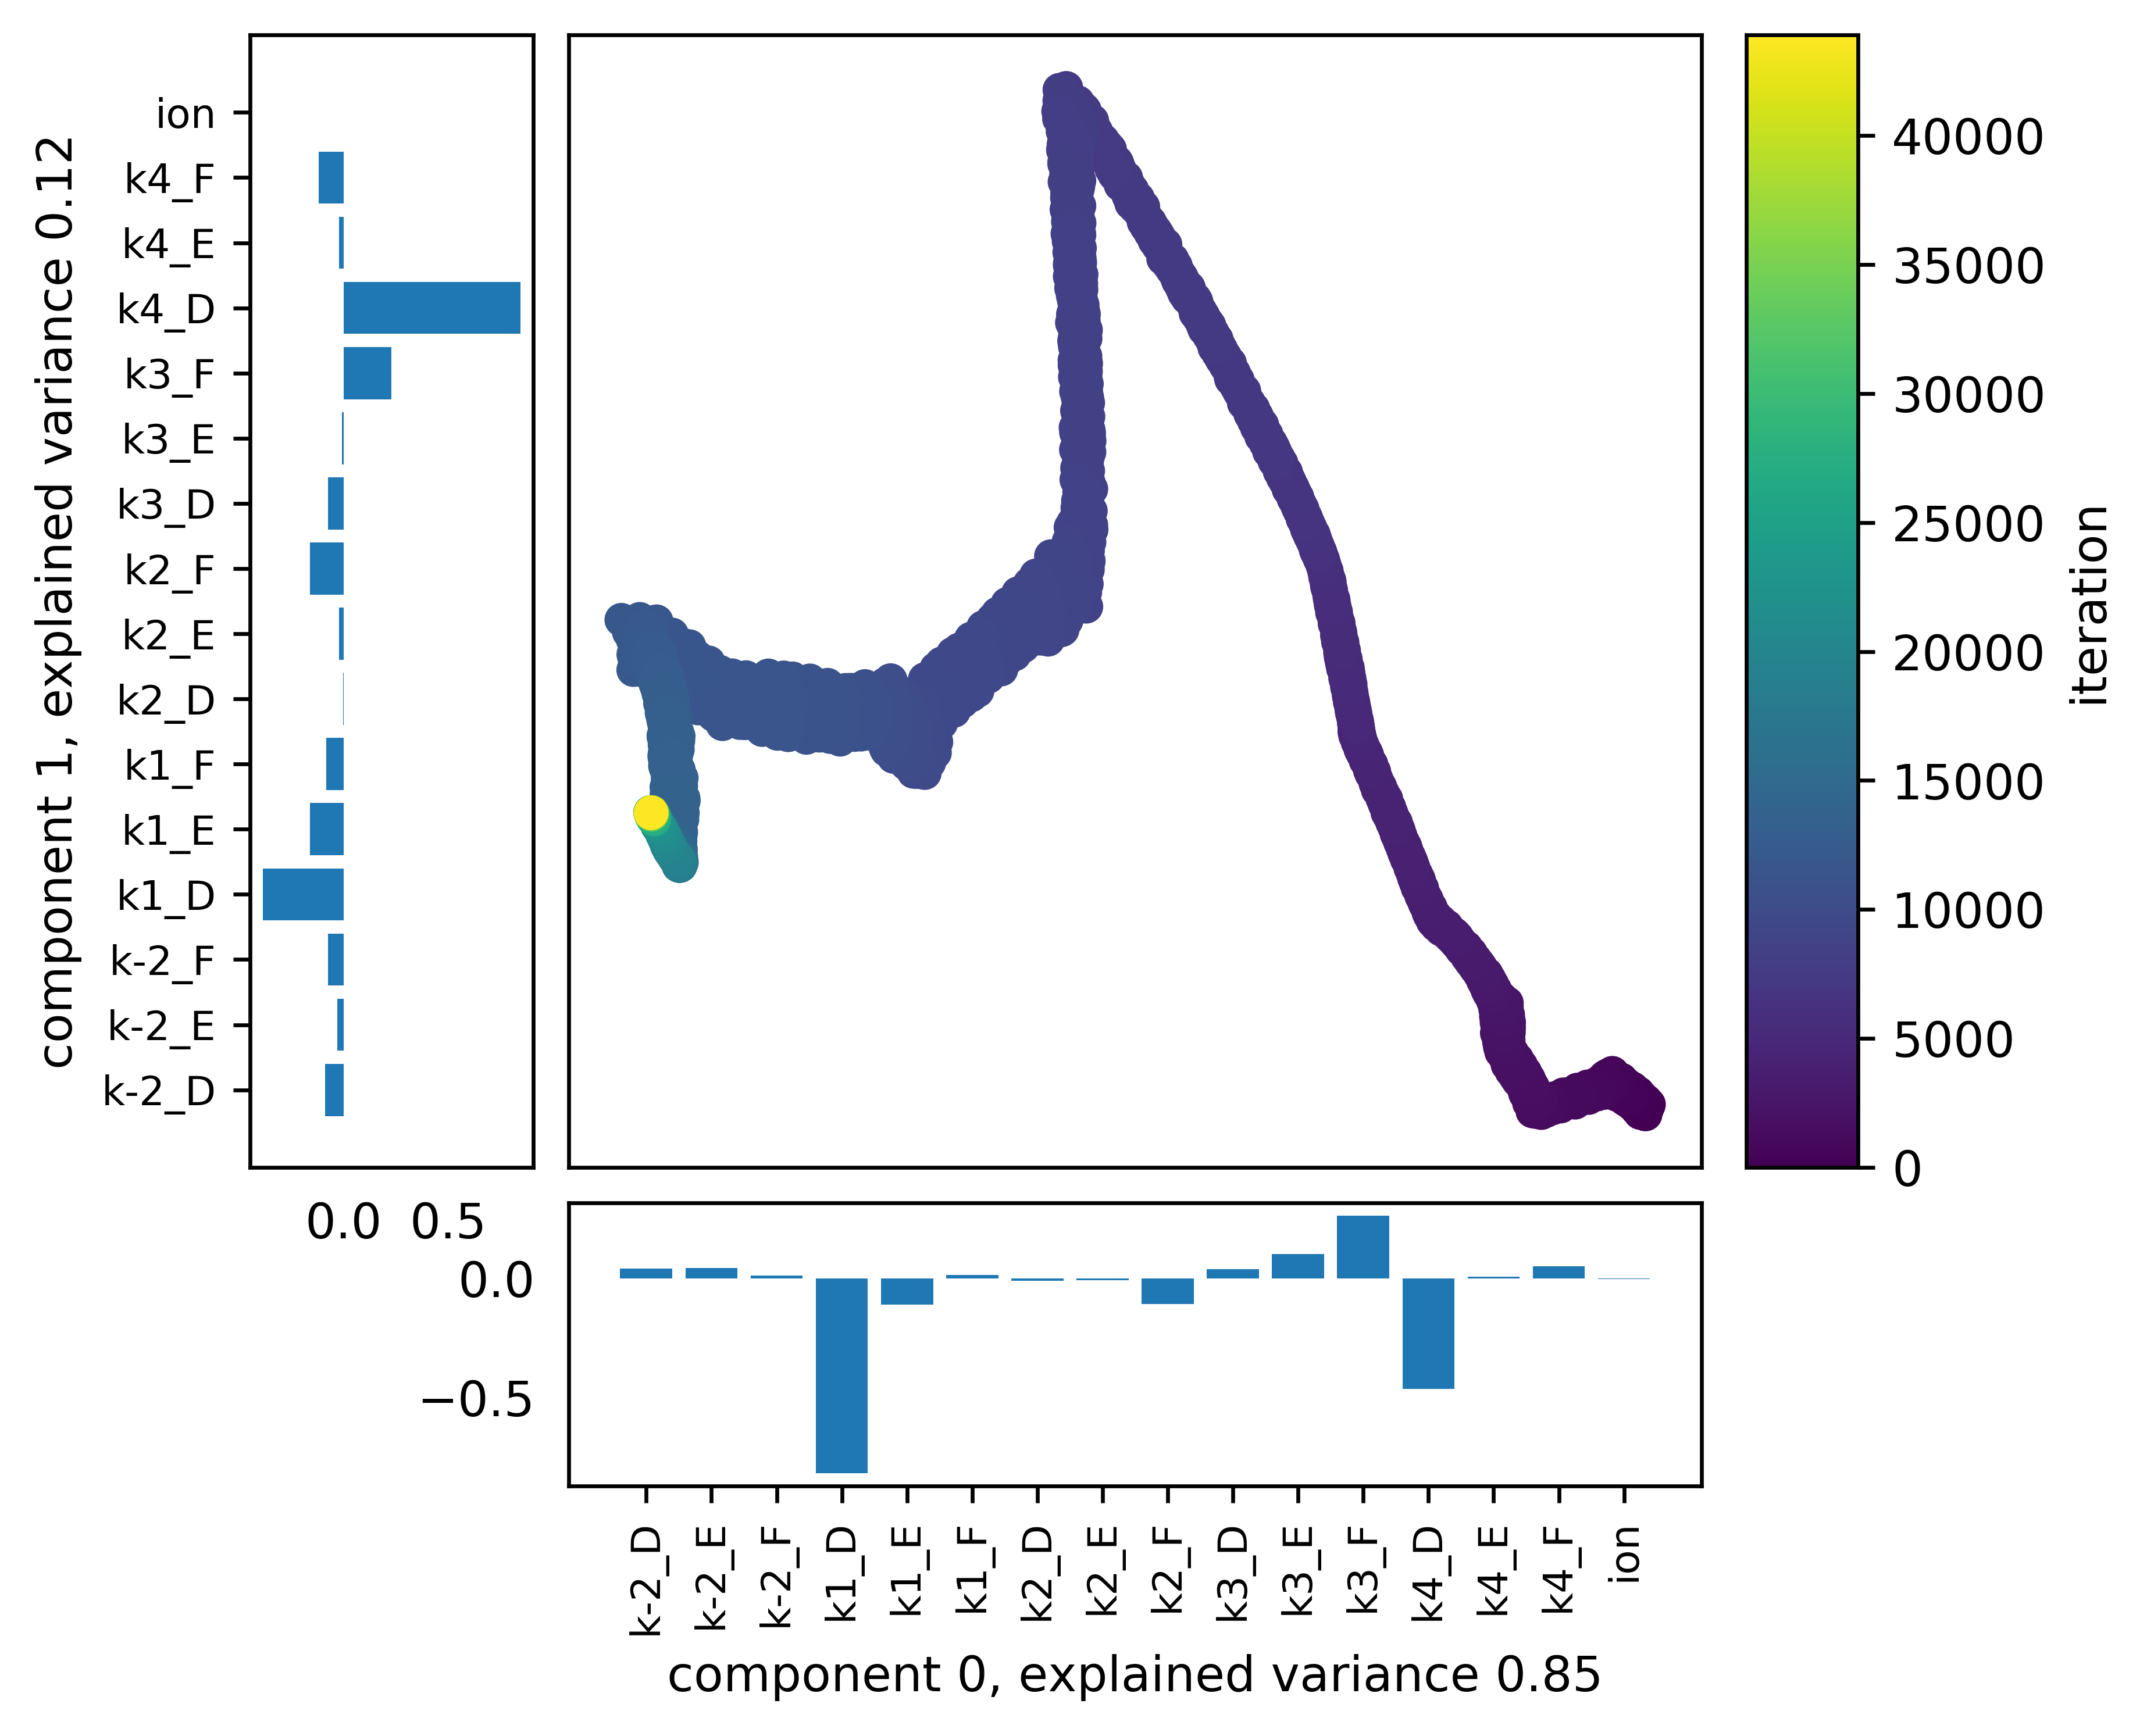 component 1, explained variance 0.12
ion
k4_F
k4_E
k4_D
k3_F
k3_E
k3_D
k2_F
k2_E
k2_D
k1_F
k1_E
k1_D
k-2_F
k-2_E
k-2_D
0.0 0.5
40000
35000
30000
25000
20000
15000
10000
5000
0
iteration
0.0
−0.5
k-2_D
k-2_E
k-2_F
k1_D
k1_E
k1_F
k2_D
k2_E
k2_F
k3_D
k3_E
k3_F
k4_D
k4_E
k4_F
ion
component 0, explained variance 0.85